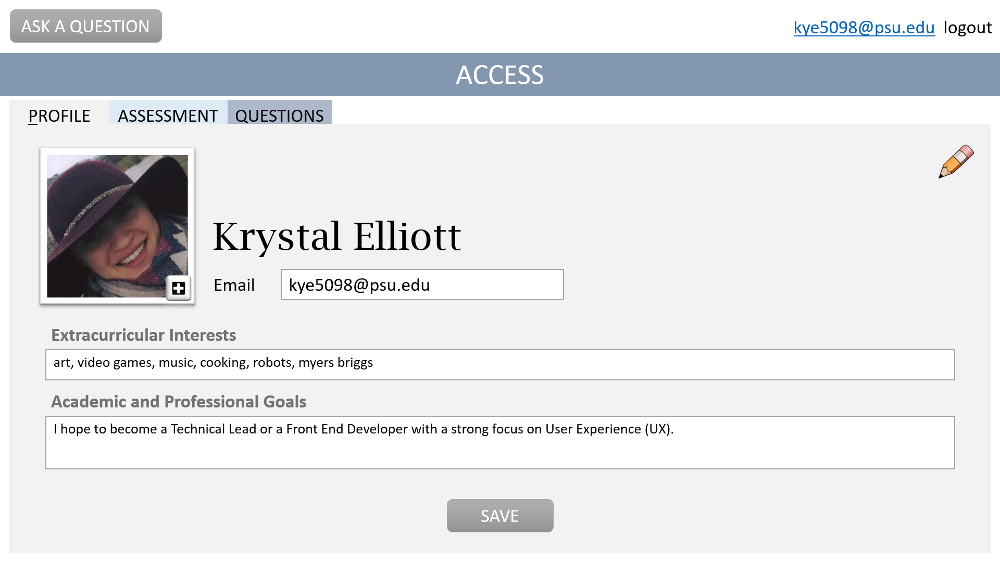 ASK A QUESTION
kye5098@psu.edu logout
ACCESS
PROFILE ASSESSMENT QUESTIONS
Krystal Elliott
Email kye5098@psu.edu
Extracurricular Interests
art, video games, music, cooking, robots, myers briggs
Academic and Professional Goals
I hope to become a Technical Lead or a Front End Developer with a strong focus on User Experience (UX).
SAVE